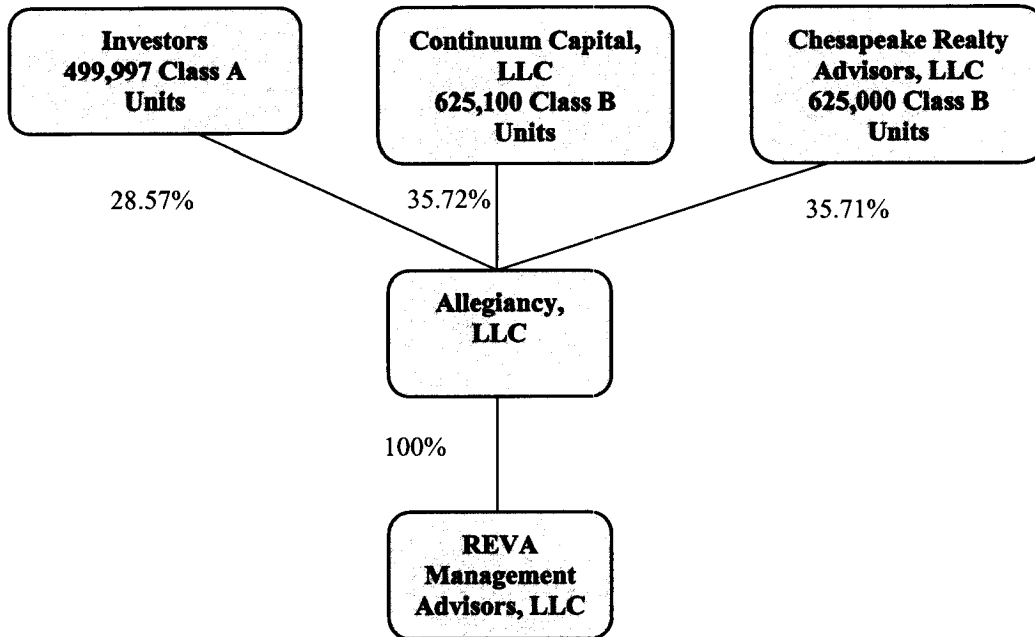 Investors
499,997 Class A
Units
Continuum Capital,
LLC
625,100 Class B
Units
Chesapeake Realty
Advisors, LLC
625,000 Class B
Units
28.57%
35.72%
35.71%
Allegiancy,
LLC
100%
REVA
Management
Advisors, LLC